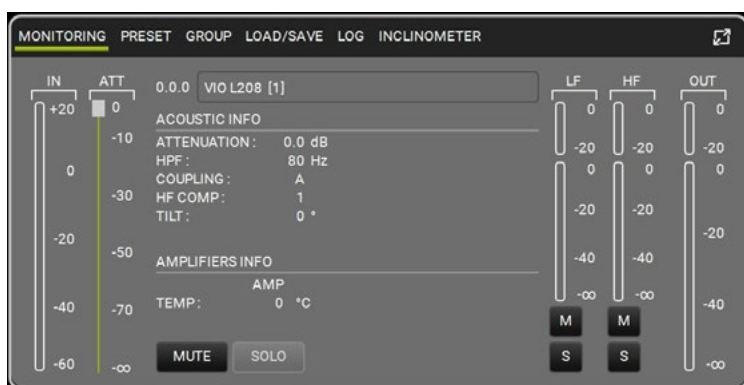 MONITORING PRESET GROUP LOAD/SAVE LOG INCLINOMETER
IN ATT
+20 0
-10
0
-30
-20
-50
-40
-70
-60
-∞
0.0.0 VIO L208 [1]
ACOUSTIC INFO
ATTENUATION: 0.0 dB
HPF: 80 Hz
COUPLING: A
HF COMP: 1
TILT: 0 °
AMPLIFIERS INFO
AMP
TEMP: 0 °C
MUTE SOLO
LF HF OUT
0 0 0
-20 -20 -20
0 0 0
-20 -20
-20
-40 -40
-∞ -∞
-40
M M
S S
-∞